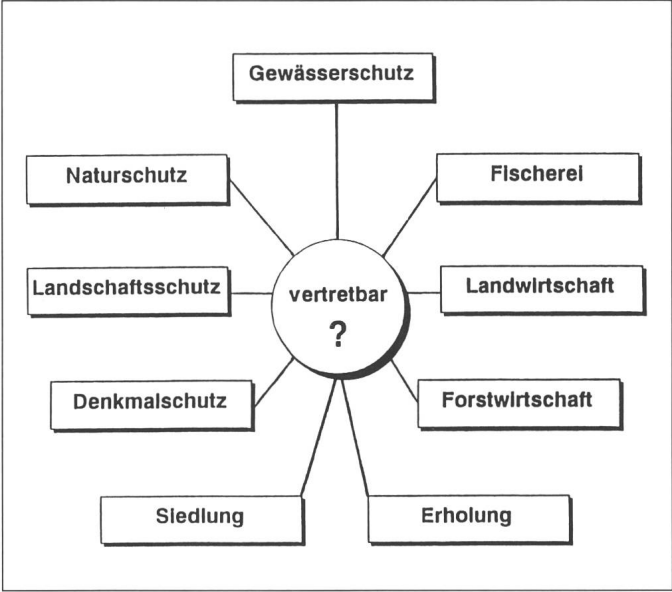 Gewässerschutz
Naturschutz
Fischerei
Landschaftsschutz
vertretbar
?
Landwirtschaft
Denkmalschutz
Forstwirtschaft
Siedlung
Erholung